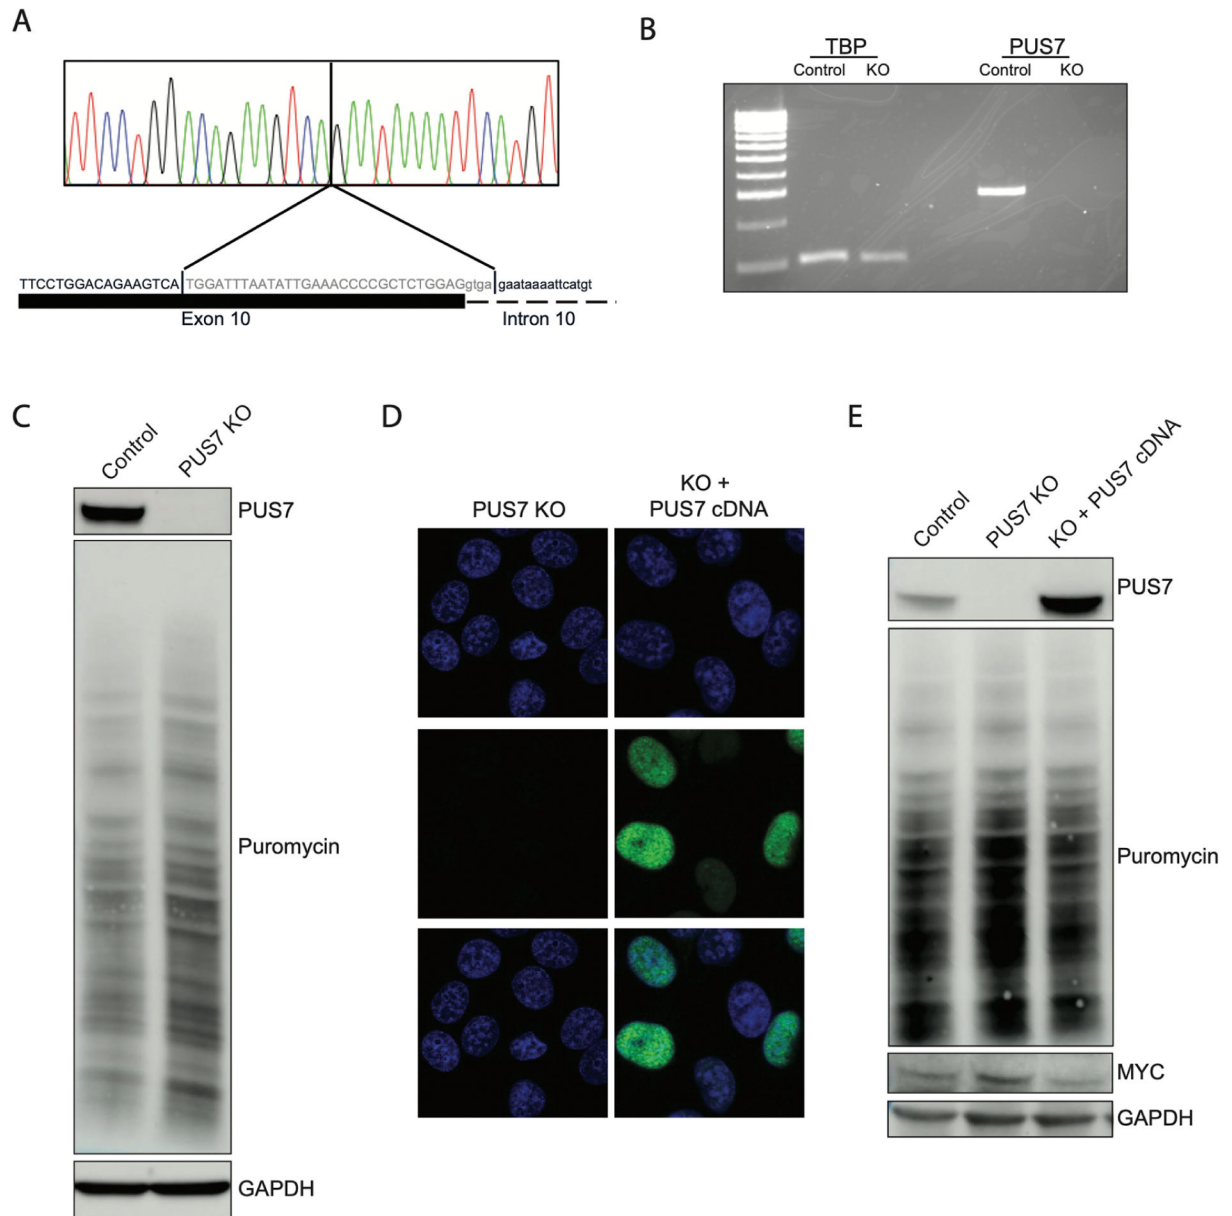 A
TTCCTGGACAGAAGTCA TGGATTTAATATTGAAACCCCGCTCTGGAGgtga gaataaaattcatgt
Exon 10
Intron 10
B
TBP
PUS7
Control
KO
Control
KO
C
Control
PUS7 KO
PUS7
Puromycin
GAPDH
D
PUS7 KO
KO +
PUS7 cDNA
E
Control
PUS7 KO
KO + PUS7 cDNA
PUS7
Puromycin
MYC
GAPDH